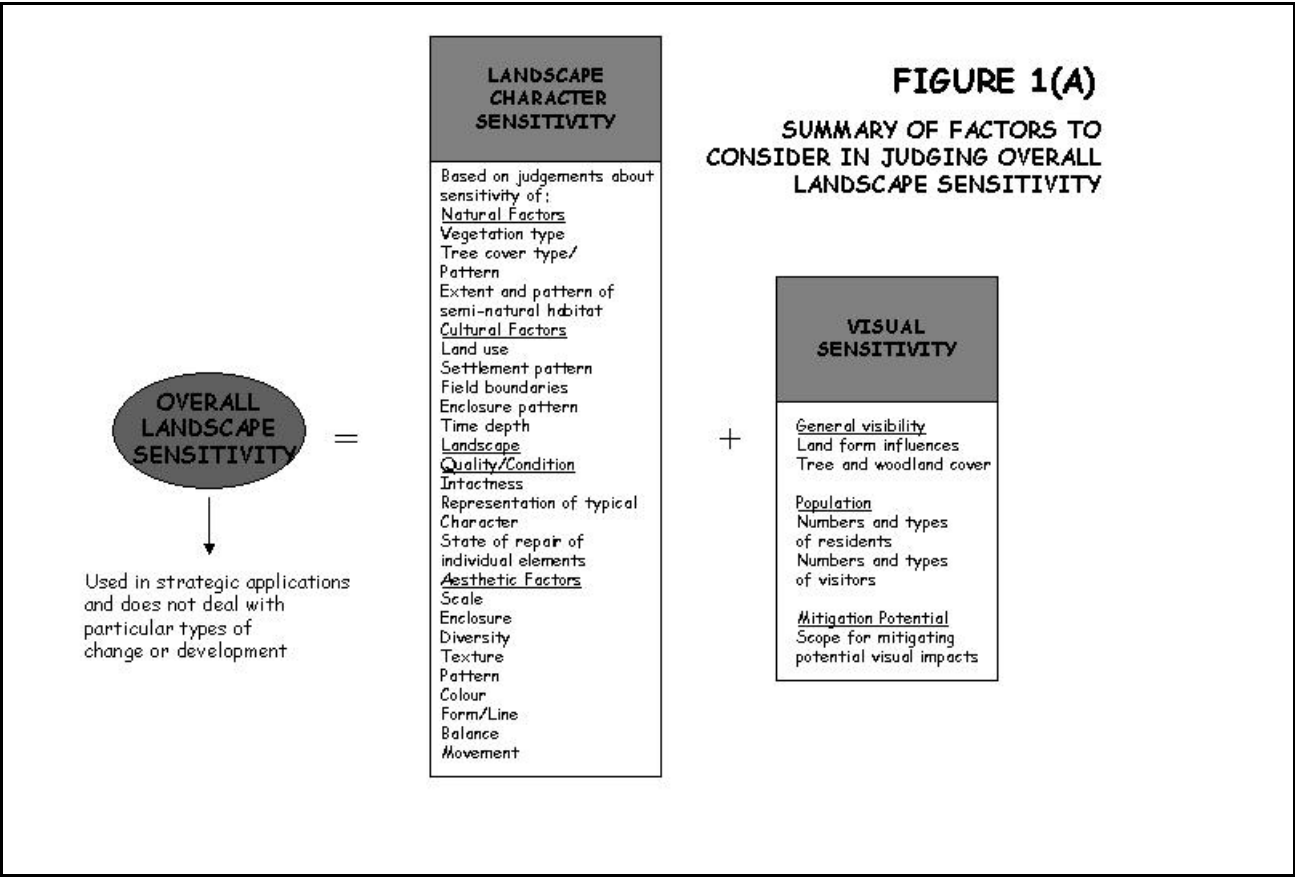 FIGURE 1(A)
SUMMARY OF FACTORS TO
CONSIDER IN JUDGING OVERALL
LANDSCAPE SENSITIVITY
OVERALL
LANDSCAPE
SENSITIVITY
Used in strategic applications
and does not deal with
particular types of
change or development
=
LANDSCAPE
CHARACTER
SENSITIVITY
Based on judgements about
sensitivity of:
Natural Factors
Vegetation type
Tree cover type/
Pattern
Extent and pattern of
semi-natural habitat
Cultural Factors
Land use
Settlement pattern
Field boundaries
Enclosure pattern
Time depth
Landscape
Quality/Condition
Intactness
Representation of typical
Character
State of repair of
individual elements
Aesthetic Factors
Scale
Enclosure
Diversity
Texture
Pattern
Colour
Form/Line
Balance
Movement
+
VISUAL
SENSITIVITY
General visibility
Land form influences
Tree and woodland cover
Population
Numbers and types
of residents
Numbers and types
of visitors
Mitigation Potential
Scope for mitigating
potential visual impacts